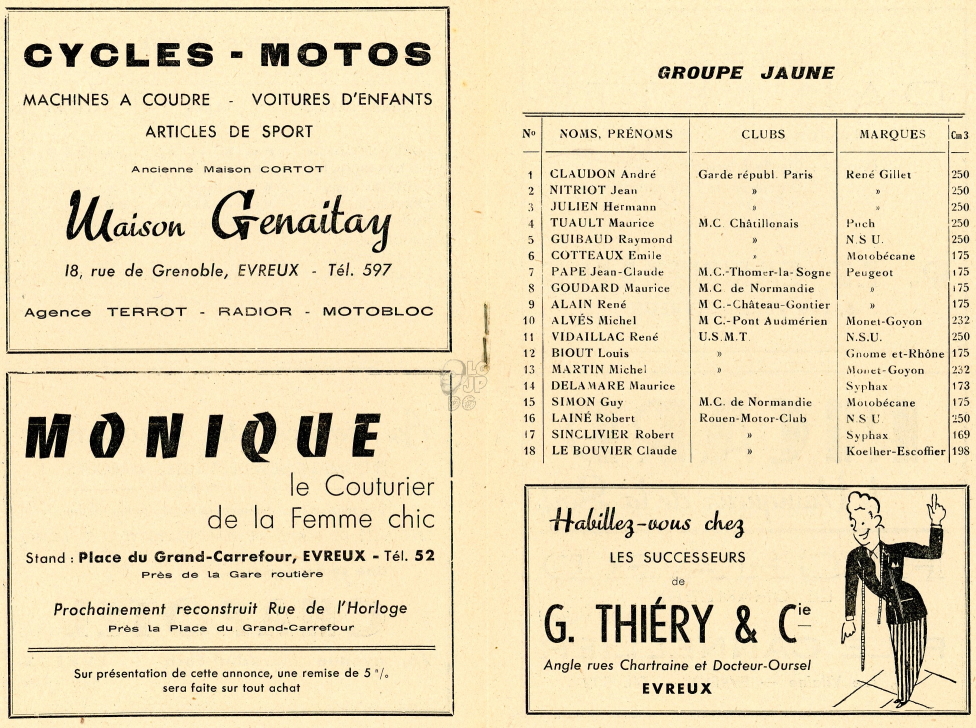 CYCLES - MOTOS
MACHINES A COUDRE - VOITURES D'ENFANTS
ARTICLES DE SPORT
Ancienne Maison CORTOT
Maison Genaitay
18, rue de Grenoble, EVREUX - Tél. 597
Agence TERROT - RADIOR - MOTOBLOC
MONIQUE
le Couturier
de la Femme chic
Stand : Place du Grand-Carrefour, EVREUX - Tél. 52
Près de la Gare routière
Prochainement reconstruit Rue de l'Horloge
Près la Place du Grand-Carrefour
Sur présentation de cette annonce, une remise de 5 %
sera faite sur tout achat
GROUPE JAUNE
No NOMS, PRÉNOMS CLUBS MARQUES Cm3
1 CLAUDON André Garde républ. Paris René Gillet 250
2 NITRIOT Jean » » 250
3 JULIEN Hermann » » 250
4 TUAULT Maurice M.C. Châtillonais Puch 250
5 GUIBAUD Raymond » N.S U. 250
6 COTTEAUX Emile » Motobécane 175
7 PAPE Jean-Claude M.C.-Thomer-la-Sogne Peugeot 175
8 GOUDARD Maurice M.C. de Normandie » 175
9 ALAIN René M C.-Château-Gontier » 175
10 ALVÉS Michel M C.-Pont Audmérien Monet-Goyon 232
11 VIDAILLAC René U.S.M.T. N.S.U. 250
12 BIOUT Louis » Gnome et-Rhône 175
13 MARTIN Michel » Monet-Goyon 232
14 DELAMARE Maurice Syphax 173
15 SIMON Guy M.C. de Normandie Motobécane 175
16 LAINÉ Robert Rouen-Motor-Club N.S U. 250
17 SINCLIVIER Robert » Syphax 169
18 LE BOUVIER Claude » Koelher-Escoffier 198
Habillez-vous chez
LES SUCCESSEURS
de
G. THIÉRY & Cie
Angle rues Chartraine et Docteur-Oursel
EVREUX